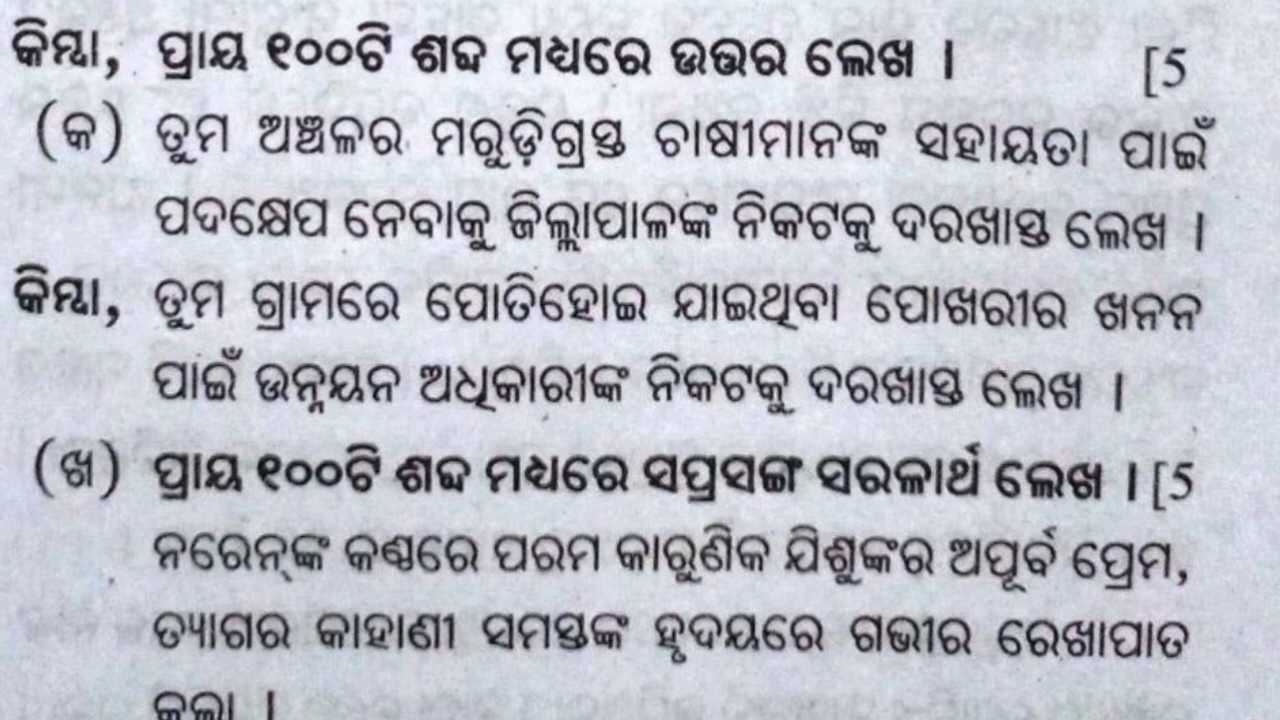 କିମ୍ବା, ପ୍ରାୟ ୧୦୦ଟି ଶବ୍ଦ ମଧ୍ୟରେ ଉତ୍ତର ଲେଖ । [5
(କ) ତୁମ ଅଞ୍ଚଳର ମରୁଡ଼ିଗ୍ରସ୍ତ ଚାଷୀମାନଙ୍କ ସହାୟତା ପାଇଁ
ପଦକ୍ଷେପ ନେବାକୁ ଜିଲ୍ଲାପାଳଙ୍କ ନିକଟକୁ ଦରଖାସ୍ତ ଲେଖ ।
କିମ୍ବା, ତୁମ ଗ୍ରାମରେ ପୋତିହୋଇ ଯାଇଥିବା ପୋଖରୀର ଖନନ
ପାଇଁ ଉନ୍ନୟନ ଅଧିକାରୀଙ୍କ ନିକଟକୁ ଦରଖାସ୍ତ ଲେଖ ।
(ଖ) ପ୍ରାୟ ୧୦୦ଟି ଶବ୍ଦ ମଧ୍ୟରେ ସପ୍ରସଙ୍ଗ ସରଳାର୍ଥ ଲେଖ । [5
ନରେନ୍‌ଙ୍କ କଣ୍ଠରେ ପରମ କାରୁଣିକ ଯିଶୁଙ୍କର ଅପୂର୍ବ ପ୍ରେମ,
ତ୍ୟାଗର କାହାଣୀ ସମସ୍ତଙ୍କ ହୃଦୟରେ ଗଭୀର ରେଖାପାତ
କଲା ।